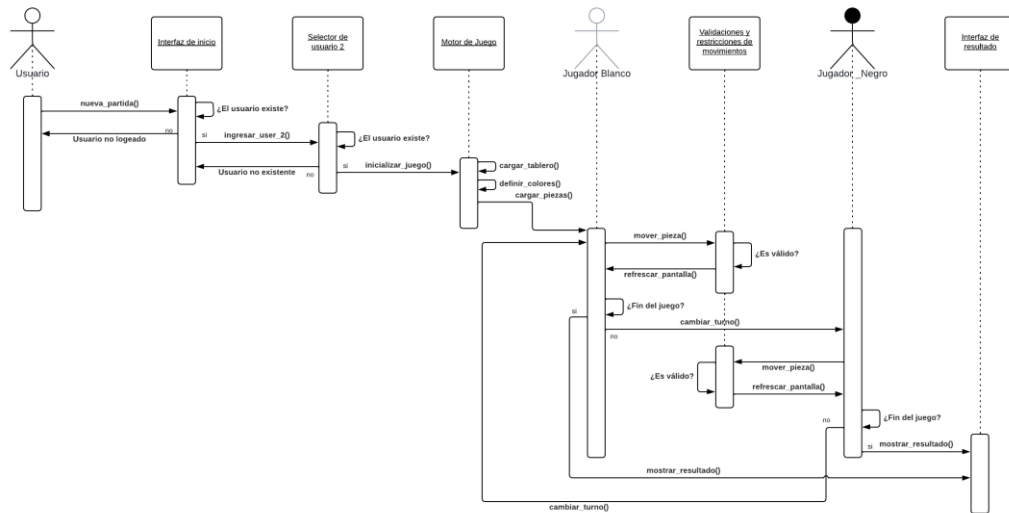 Usuario
Interfaz de inicio
Selector de
usuario 2
Motor de Juego
Jugador Blanco
Validaciones y
restricciones de
movimientos
Jugador _Negro
Interfaz de
resultado
nueva_partida()
¿El usuario existe?
no
Usuario no logeado
si
ingresar_user_2()
¿El usuario existe?
Usuario no existente
no
si
inicializar_juego()
cargar_tablero()
definir_colores()
cargar_piezas()
mover_pieza()
¿Es válido?
refrescar_pantalla()
¿Fin del juego?
si
cambiar_turno()
no
mover_pieza()
¿Es válido?
refrescar_pantalla()
¿Fin del juego?
no
si
mostrar_resultado()
mostrar_resultado()
cambiar_turno()